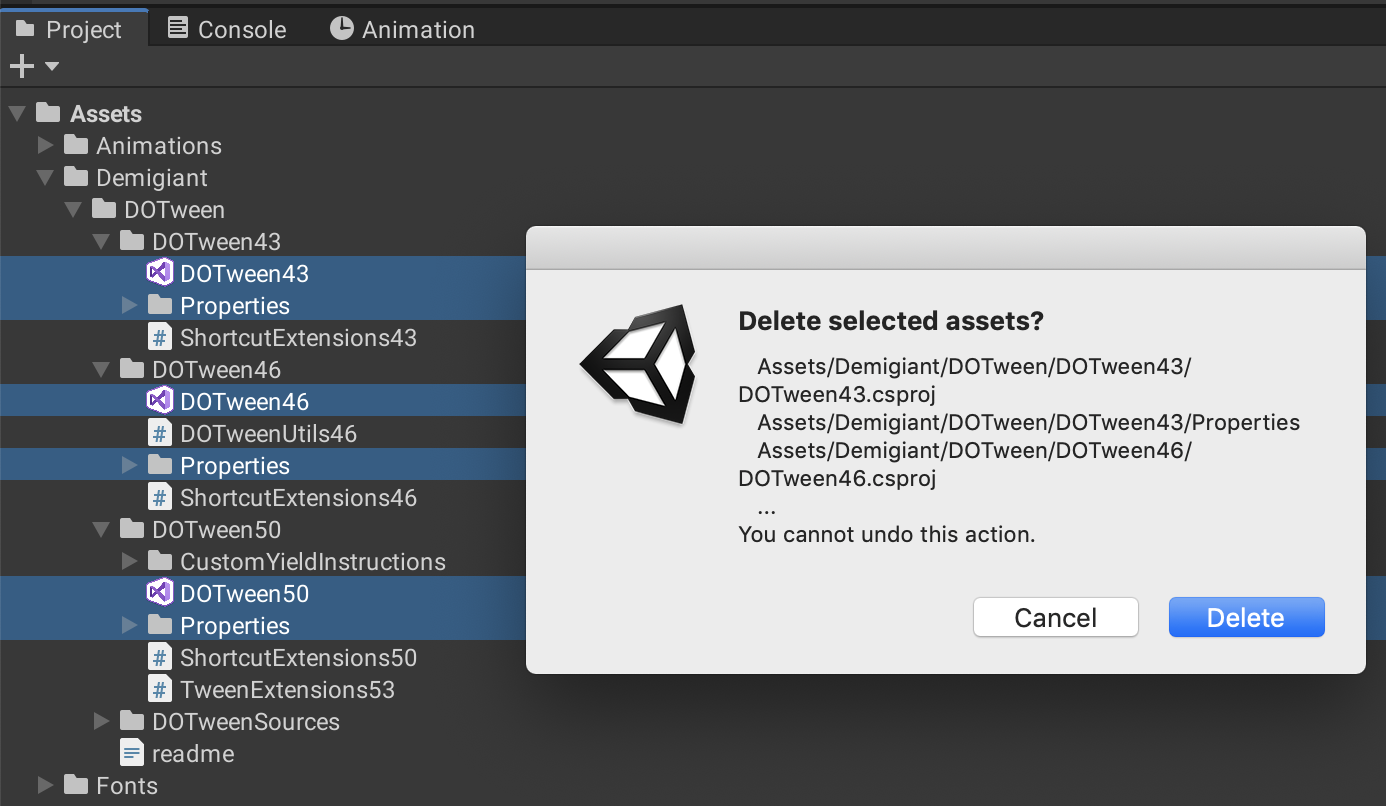 Project Console Animation
Assets
Animations
Demigiant
DOTween
DOTween43
DOTween43
Properties
ShortcutExtensions43
DOTween46
DOTween46
DOTweenUtils46
Properties
ShortcutExtensions46
DOTween50
CustomYieldInstructions
DOTween50
Properties
ShortcutExtensions50
TweenExtensions53
DOTweenSources
readme
Fonts
Delete selected assets?
Assets/Demigiant/DOTween/DOTween43/
DOTween43.csproj
Assets/Demigiant/DOTween/DOTween43/Properties
Assets/Demigiant/DOTween/DOTween46/
DOTween46.csproj
...
You cannot undo this action.
Cancel Delete